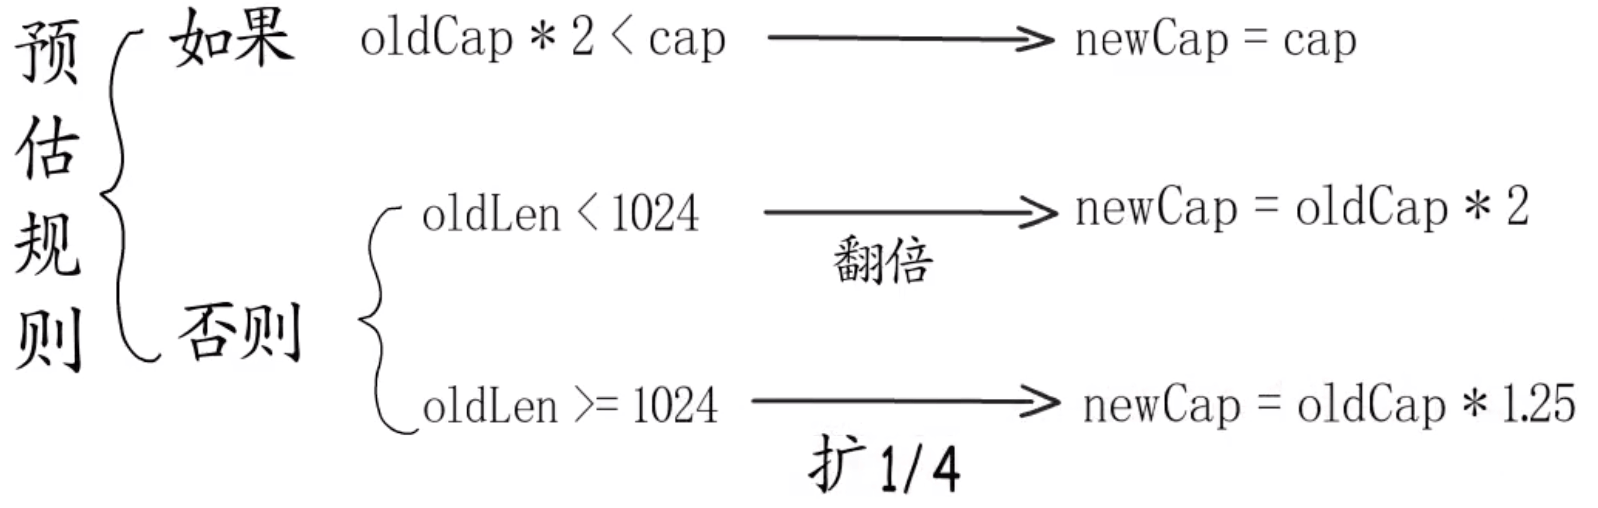 预估规则
如果 oldCap * 2 < cap newCap = cap
否则
oldLen < 1024 翻倍 newCap = oldCap * 2
oldLen >= 1024 扩 1/4 newCap = oldCap * 1.25